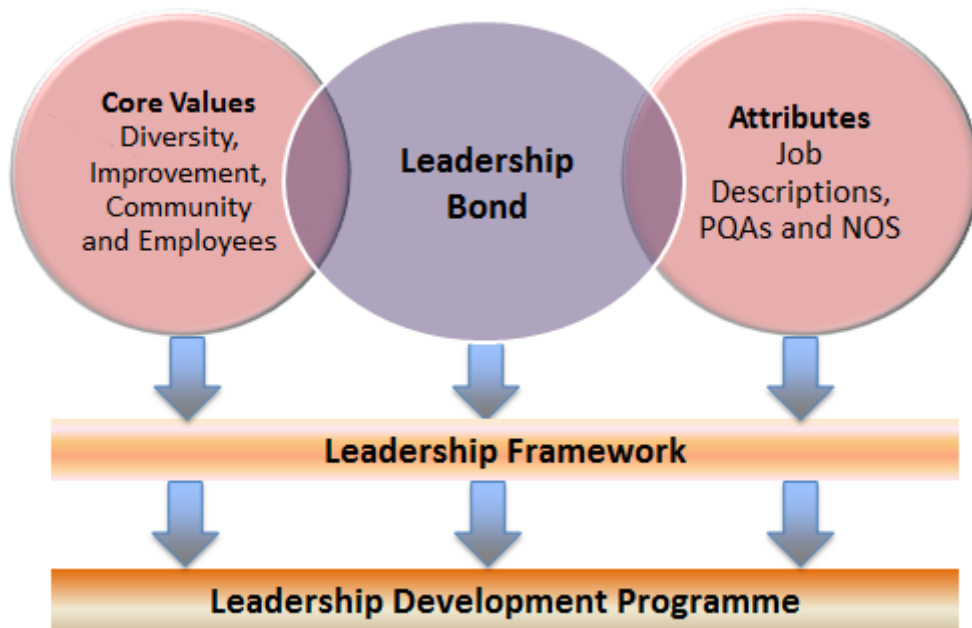 Core Values
Diversity,
Improvement,
Community
and Employees
Leadership
Bond
Attributes
Job
Descriptions,
PQAs and NOS
Leadership Framework
Leadership Development Programme